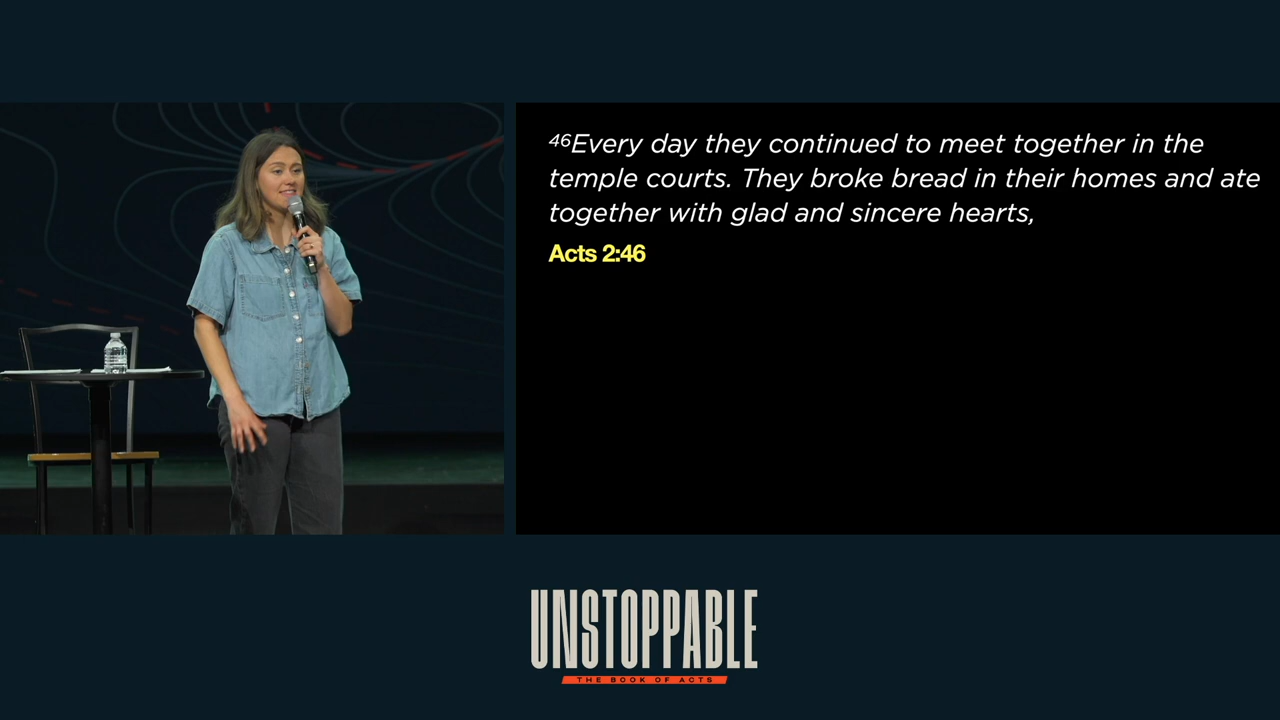 ⁴⁶Every day they continued to meet together in the
temple courts. They broke bread in their homes and ate
together with glad and sincere hearts,
Acts 2:46
UNSTOPPABLE
THE BOOK OF ACTS